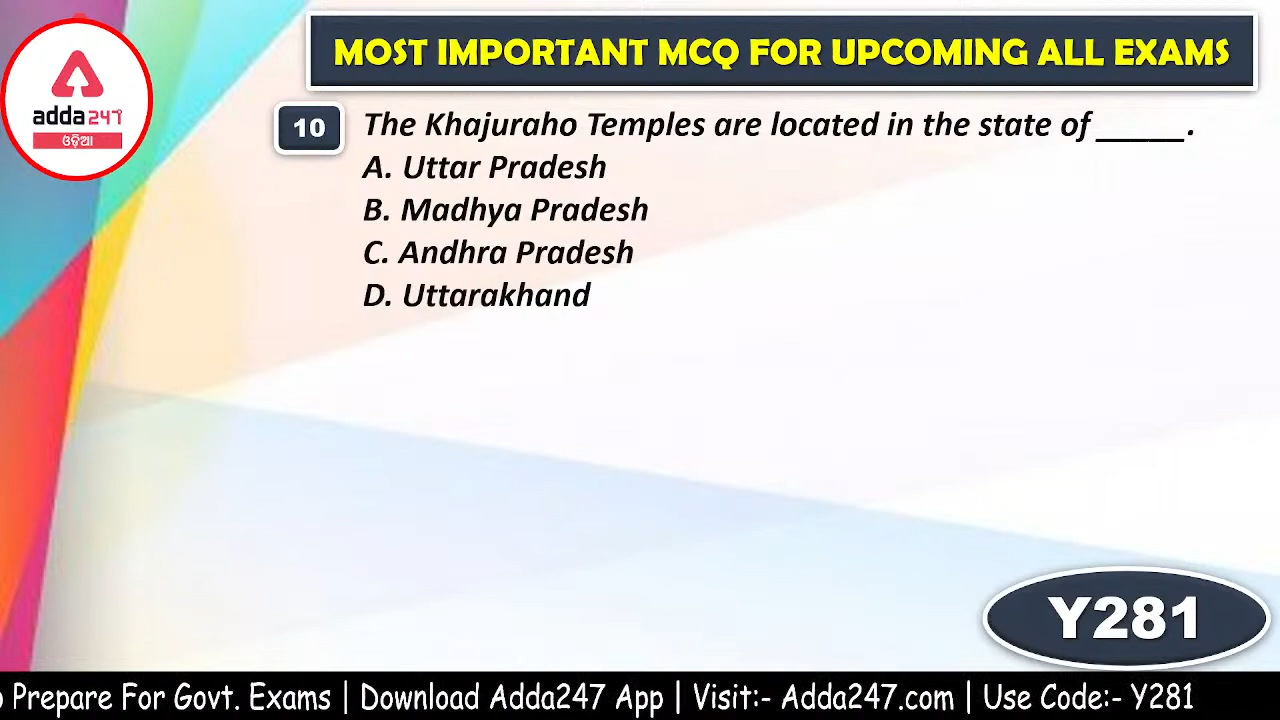 MOST IMPORTANT MCQ FOR UPCOMING ALL EXAMS
adda247
ଓଡ଼ିଆ
10 The Khajuraho Temples are located in the state of _____.
A. Uttar Pradesh
B. Madhya Pradesh
C. Andhra Pradesh
D. Uttarakhand
Y281
Prepare For Govt. Exams | Download Adda247 App | Visit:- Adda247.com | Use Code:- Y281